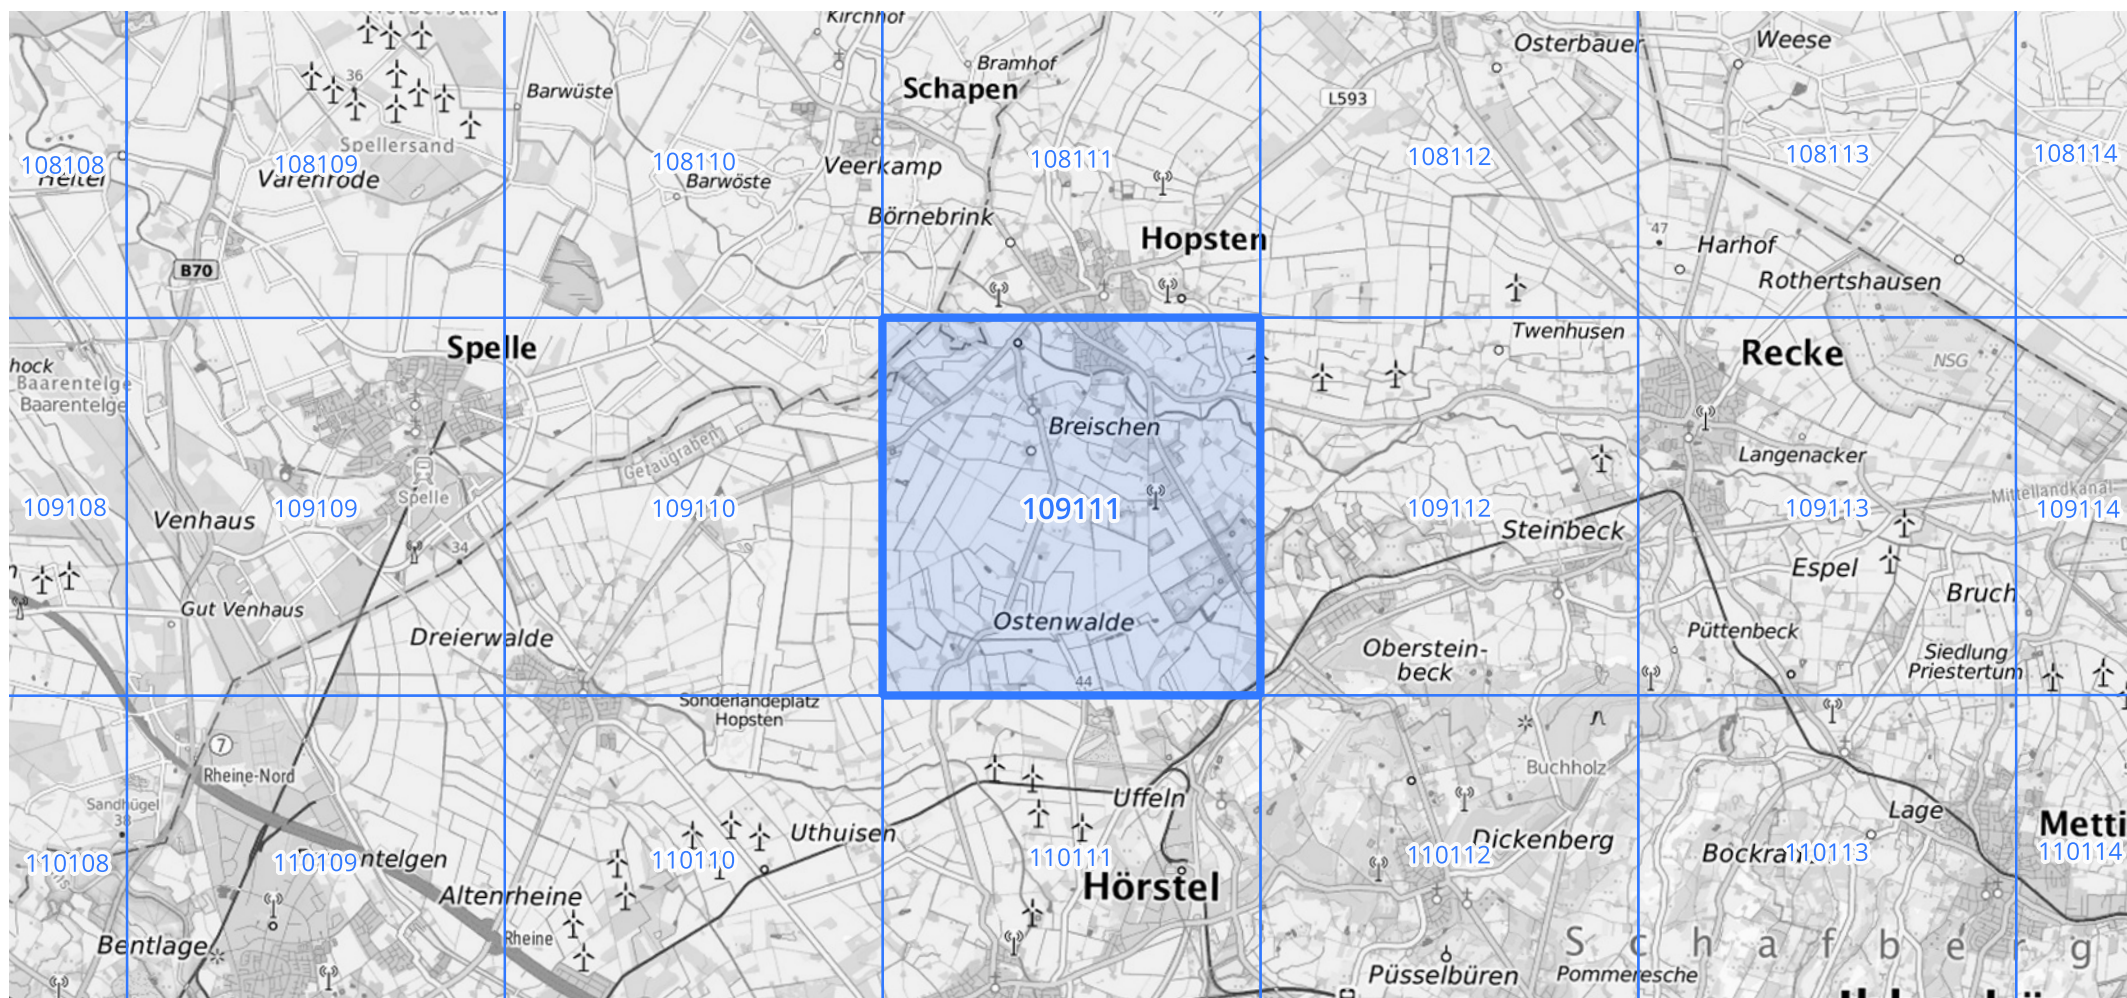 Kirchhof
Osterbauer
Weese
Bramhof
36
Barwüste
Schapen
L593
Spellersand
108108
108109
108110
108111
108112
108113
108114
Varenrode
Veerkamp
Barwöste
Börnebrink
Hopsten
47
Harhof
B70
Rothertshausen
Twenhusen
Spelle
Recke
NSG
hock
Baarentelge
Baarentelge
Breischen
Getaugraben
Langenacker
Spelle
Mittellandkanal
109108
109109
109110
109111
109112
109113
109114
Venhaus
Steinbeck
34
Espel
Bruch
Gut Venhaus
Ostenwalde
Dreierwalde
Püttenbeck
Oberstein-
beck
Siedlung
Priestertum
44
Sonderlandeplatz
Hopsten
7
Rheine-Nord
Buchholz
Sandhügel
38
Uffeln
Lage
Uthuisen
Metti
Dickenberg
110108
110109
110110
110111
110112
110113
110114
ntelgen
Bockra
Hörstel
Altenrheine
Rheine
Bentlage
Schafberg
Püsselbüren
Pommeresche